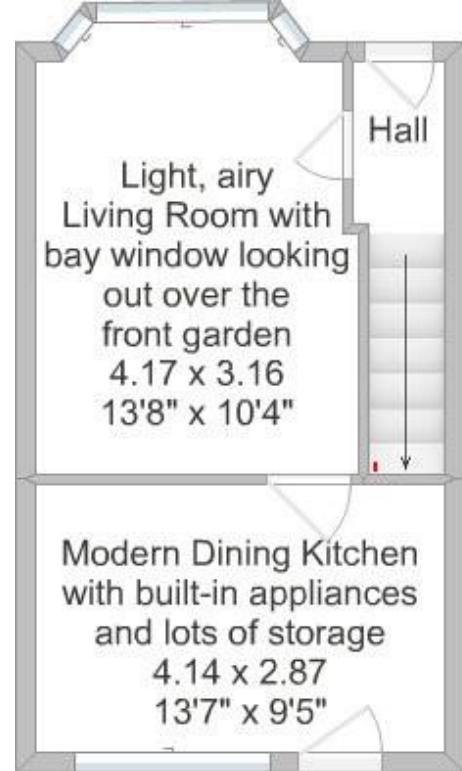 Hall
Light, airy
Living Room with
bay window looking
out over the
front garden
4.17 x 3.16
13'8" x 10'4"
Modern Dining Kitchen
with built-in appliances
and lots of storage
4.14 x 2.87
13'7" x 9'5"